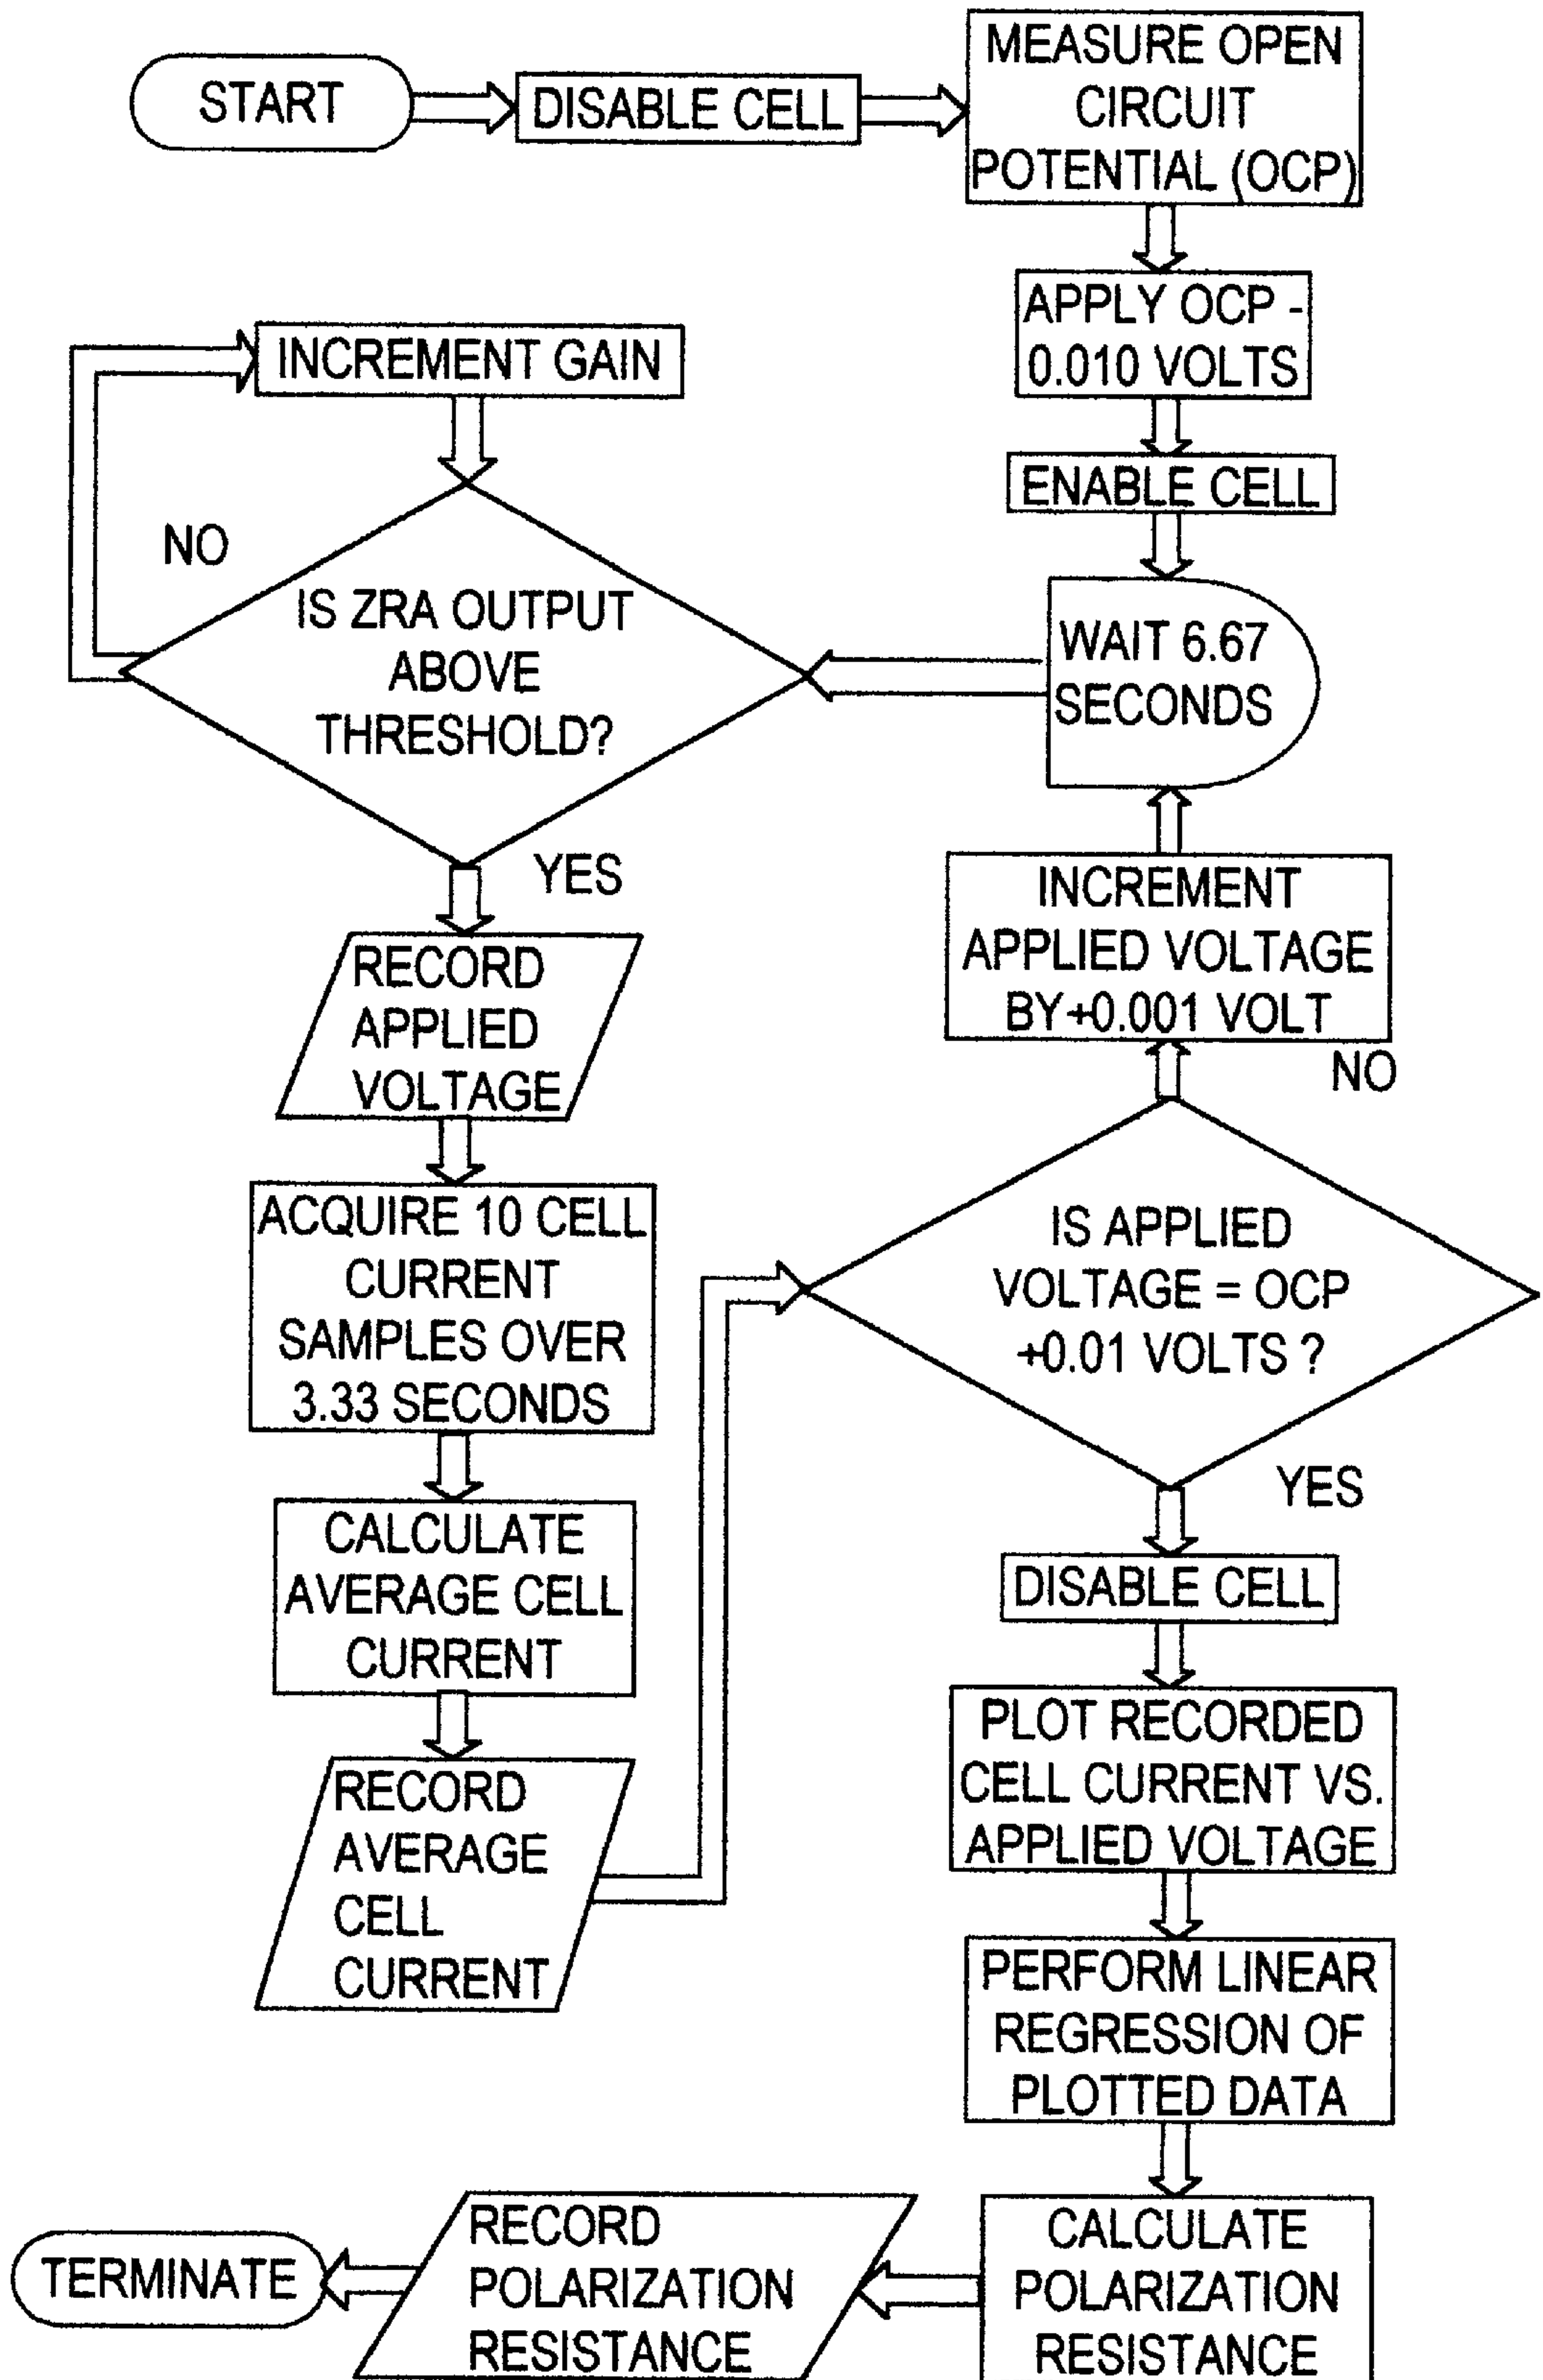 START
DISABLE CELL
MEASURE OPEN
CIRCUIT
POTENTIAL (OCP)
APPLY OCP -
0.010 VOLTS
ENABLE CELL
WAIT 6.67
SECONDS
INCREMENT GAIN
NO
IS ZRA OUTPUT
ABOVE
THRESHOLD?
YES
RECORD
APPLIED
VOLTAGE
ACQUIRE 10 CELL
CURRENT
SAMPLES OVER
3.33 SECONDS
CALCULATE
AVERAGE CELL
CURRENT
RECORD
AVERAGE
CELL
CURRENT
INCREMENT
APPLIED VOLTAGE
BY+0.001 VOLT
NO
IS APPLIED
VOLTAGE = OCP
+0.01 VOLTS ?
YES
DISABLE CELL
PLOT RECORDED
CELL CURRENT VS.
APPLIED VOLTAGE
PERFORM LINEAR
REGRESSION OF
PLOTTED DATA
CALCULATE
POLARIZATION
RESISTANCE
RECORD
POLARIZATION
RESISTANCE
TERMINATE